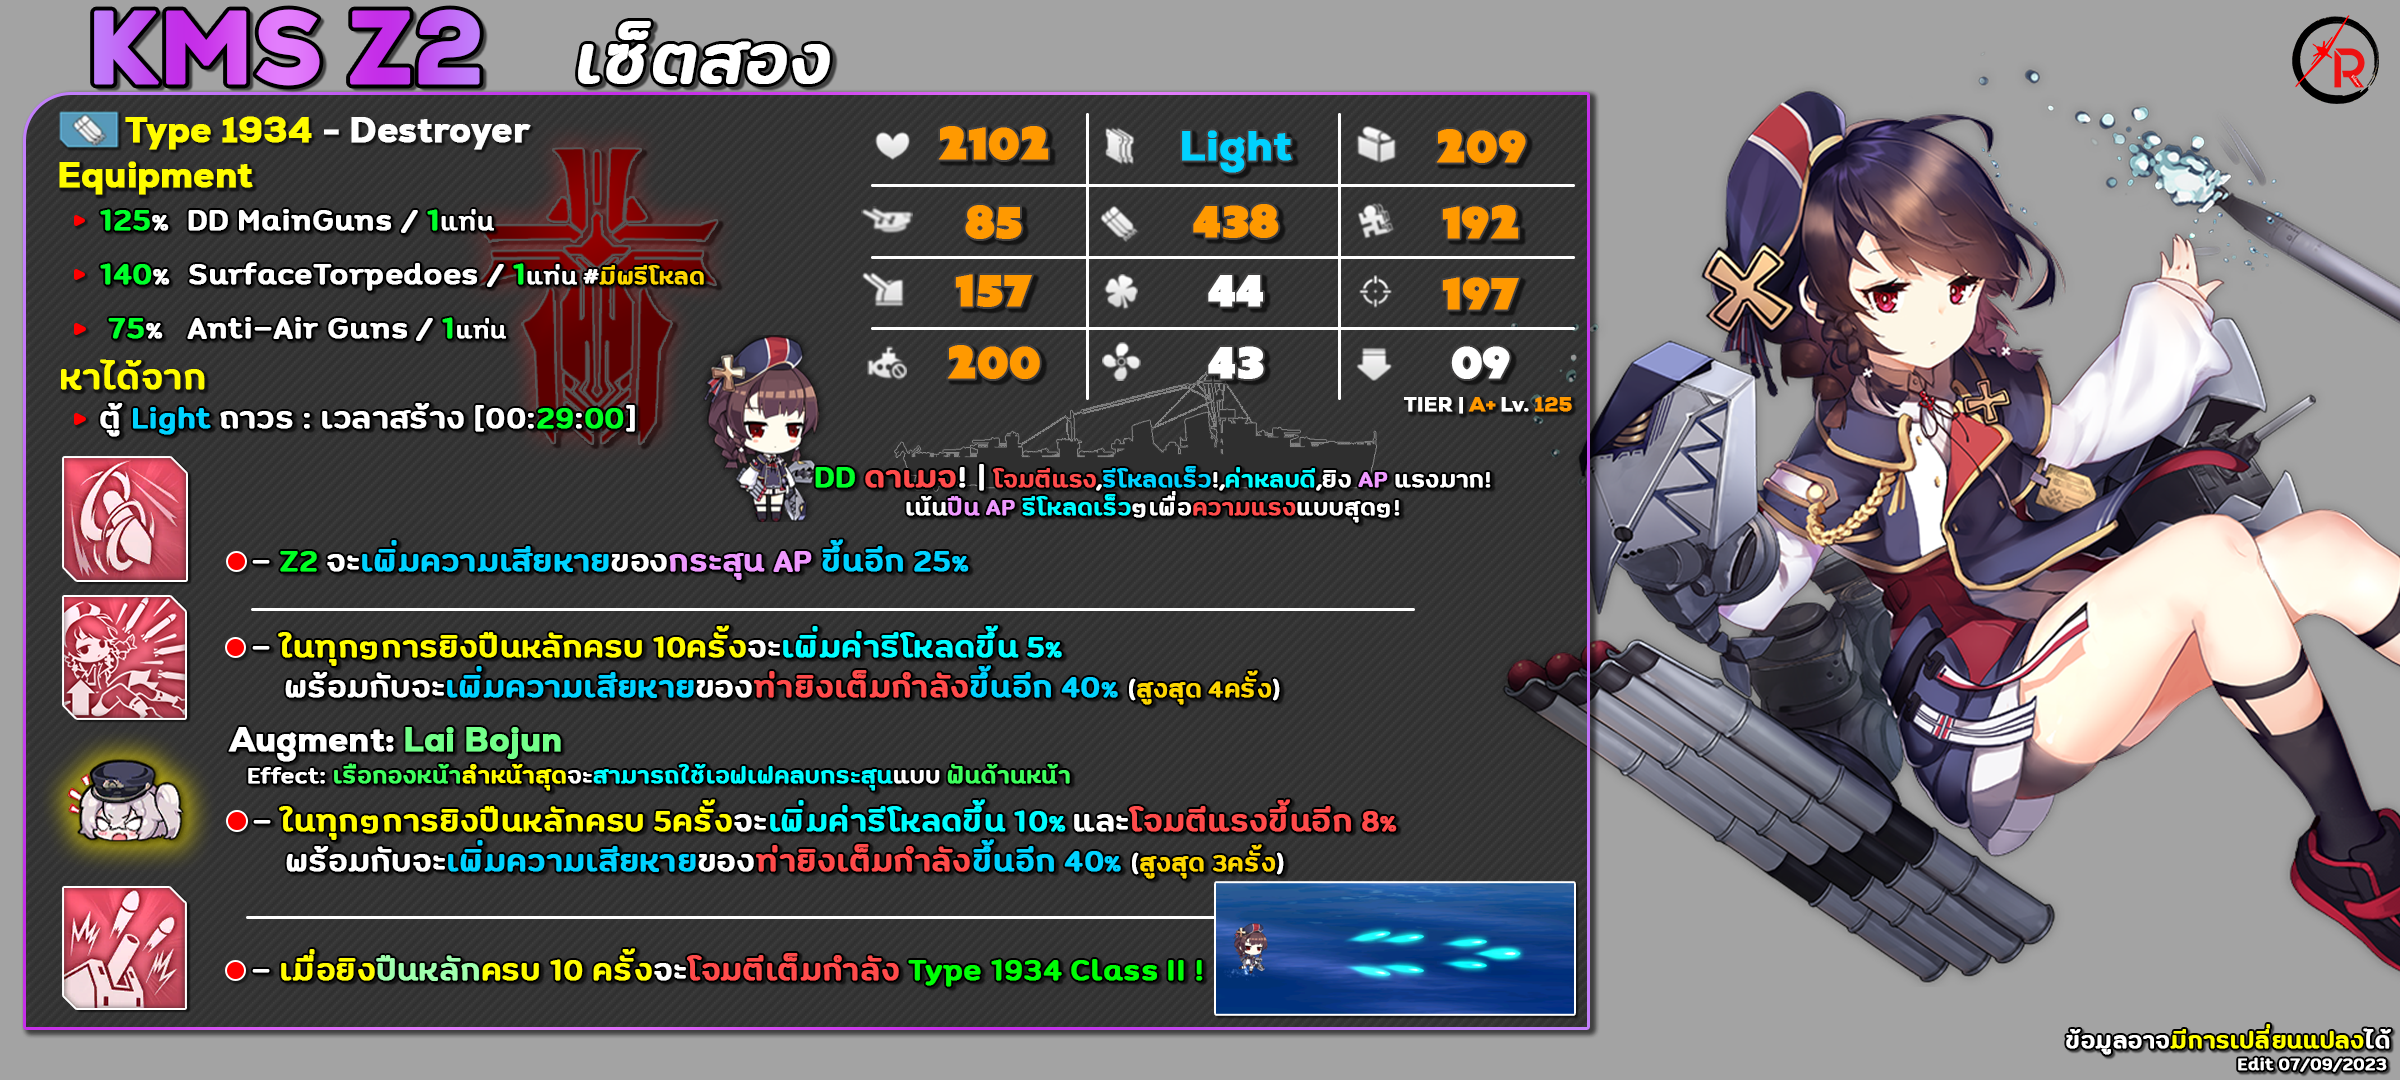 KMS Z2 เซ็ตสอง
R
Type 1934 - Destroyer
Equipment
125% DD MainGuns / 1แท่น
140% SurfaceTorpedoes / 1แท่น #มีพรีโหลด
75% Anti-Air Guns / 1แท่น
หาได้จาก
ตู้ Light ถาวร : เวลาสร้าง [00:29:00]
2102 Light 209
85 438 192
157 44 197
200 43 09
TIER | A+ Lv. 125
DD ดาเมจ! | โจมตีแรง,รีโหลดเร็ว!,ค่าหลบดี,ยิง AP แรงมาก!
เน้นปืน AP รีโหลดเร็วๆเพื่อความแรงแบบสุดๆ!
- Z2 จะเพิ่มความเสียหายของกระสุน AP ขึ้นอีก 25%
- ในทุกๆการยิงปืนหลักครบ 10ครั้งจะเพิ่มค่ารีโหลดขึ้น 5%
พร้อมกับจะเพิ่มความเสียหายของท่ายิงเต็มกำลังขึ้นอีก 40% (สูงสุด 4ครั้ง)
Augment: Lai Bojun
Effect: เรือกองหน้าลำหน้าสุดจะสามารถใช้เอฟเฟคลบกระสุนแบบ ฟันด้านหน้า
- ในทุกๆการยิงปืนหลักครบ 5ครั้งจะเพิ่มค่ารีโหลดขึ้น 10% และโจมตีแรงขึ้นอีก 8%
พร้อมกับจะเพิ่มความเสียหายของท่ายิงเต็มกำลังขึ้นอีก 40% (สูงสุด 3ครั้ง)
- เมื่อยิงปืนหลักครบ 10 ครั้งจะโจมตีเต็มกำลัง Type 1934 Class II !
ข้อมูลอาจมีการเปลี่ยนแปลงได้
Edit 07/09/2023